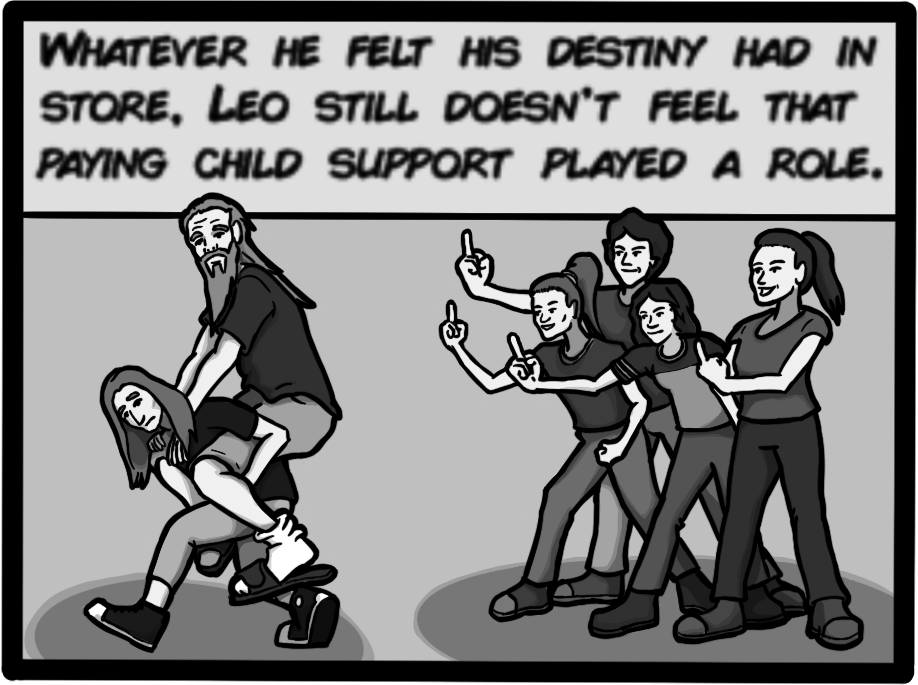 Whatever he felt his destiny had in
store, Leo still doesn't feel that
paying child support played a role.